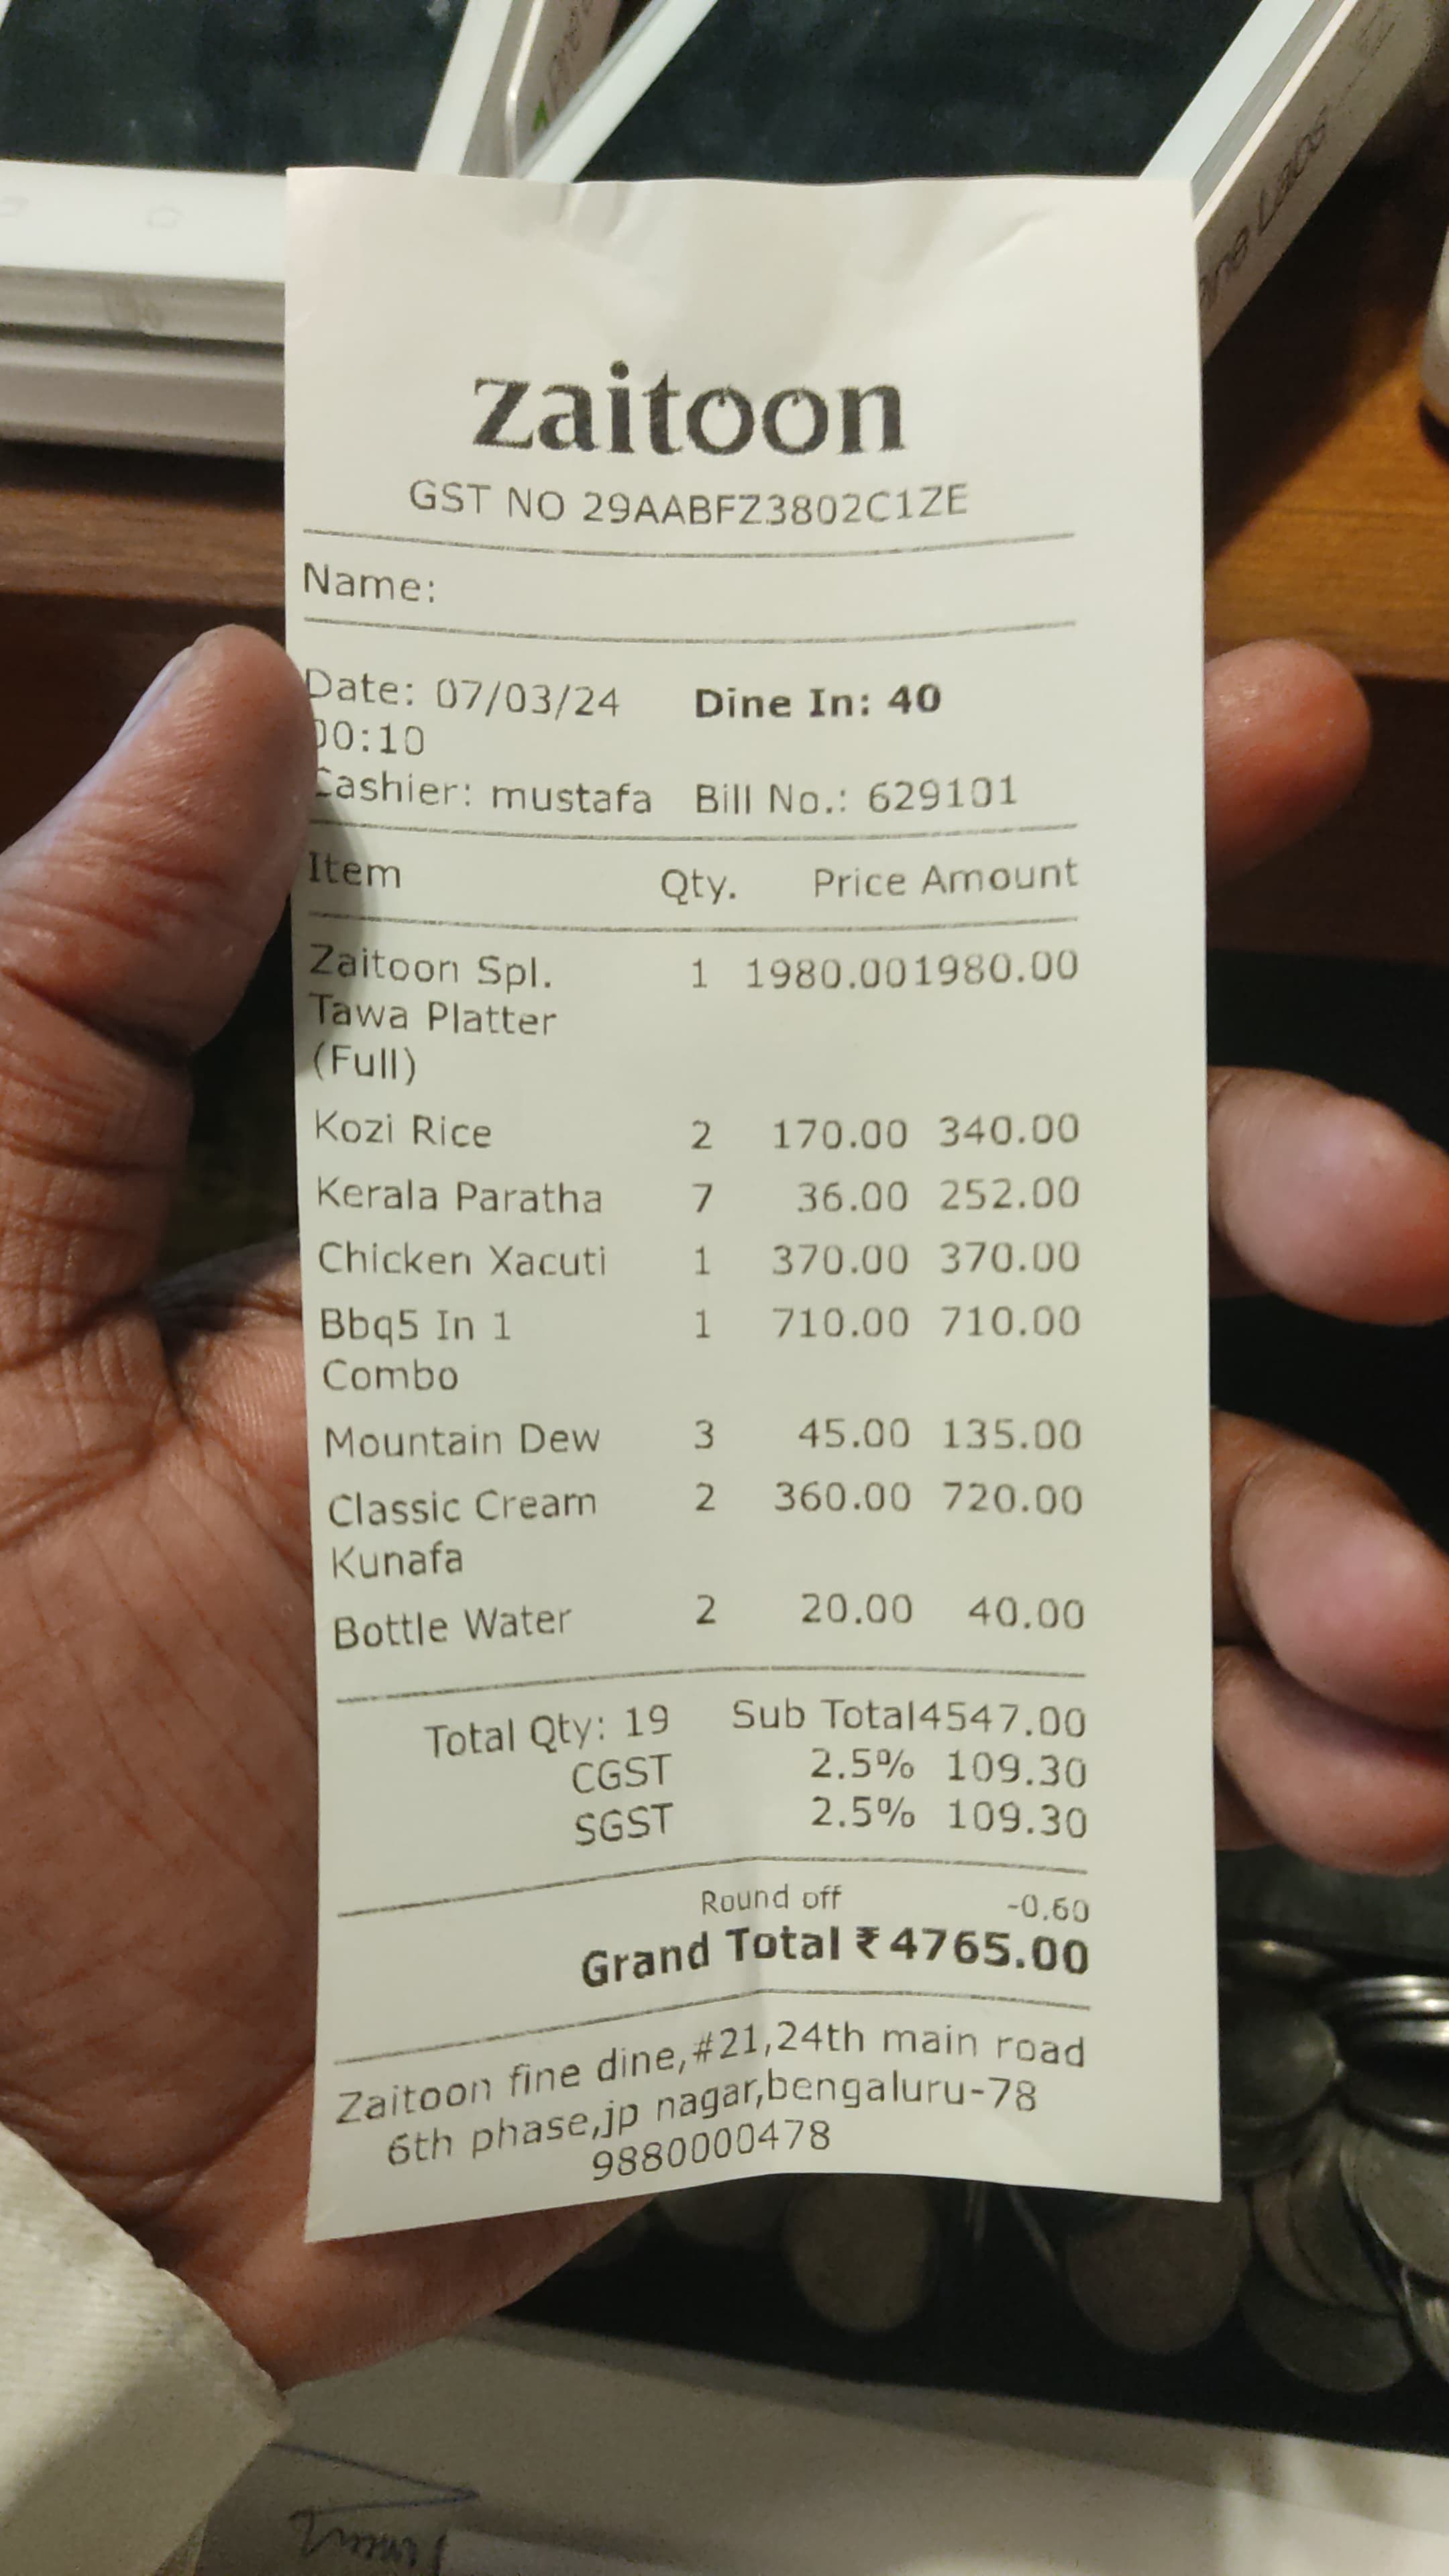 zaitoon
GST NO 29AABFZ3802C1ZE
Name:
Date: 07/03/24 Dine In: 40
00:10
Cashier: mustafa Bill No.: 629101
Item Qty. Price Amount
Zaitoon Spl. 1 1980.001980.00
Tawa Platter
(Full)
Kozi Rice 2 170.00 340.00
Kerala Paratha 7 36.00 252.00
Chicken Xacuti 1 370.00 370.00
Bbq5 In 1 1 710.00 710.00
Combo
Mountain Dew 3 45.00 135.00
Classic Cream 2 360.00 720.00
Kunafa
Bottle Water 2 20.00 40.00
Total Qty: 19 Sub Total4547.00
CGST 2.5% 109.30
SGST 2.5% 109.30
Round off -0.60
Grand Total ₹4765.00
Zaitoon fine dine,#21,24th main road
6th phase,jp nagar,bengaluru-78
9880000478
Labs